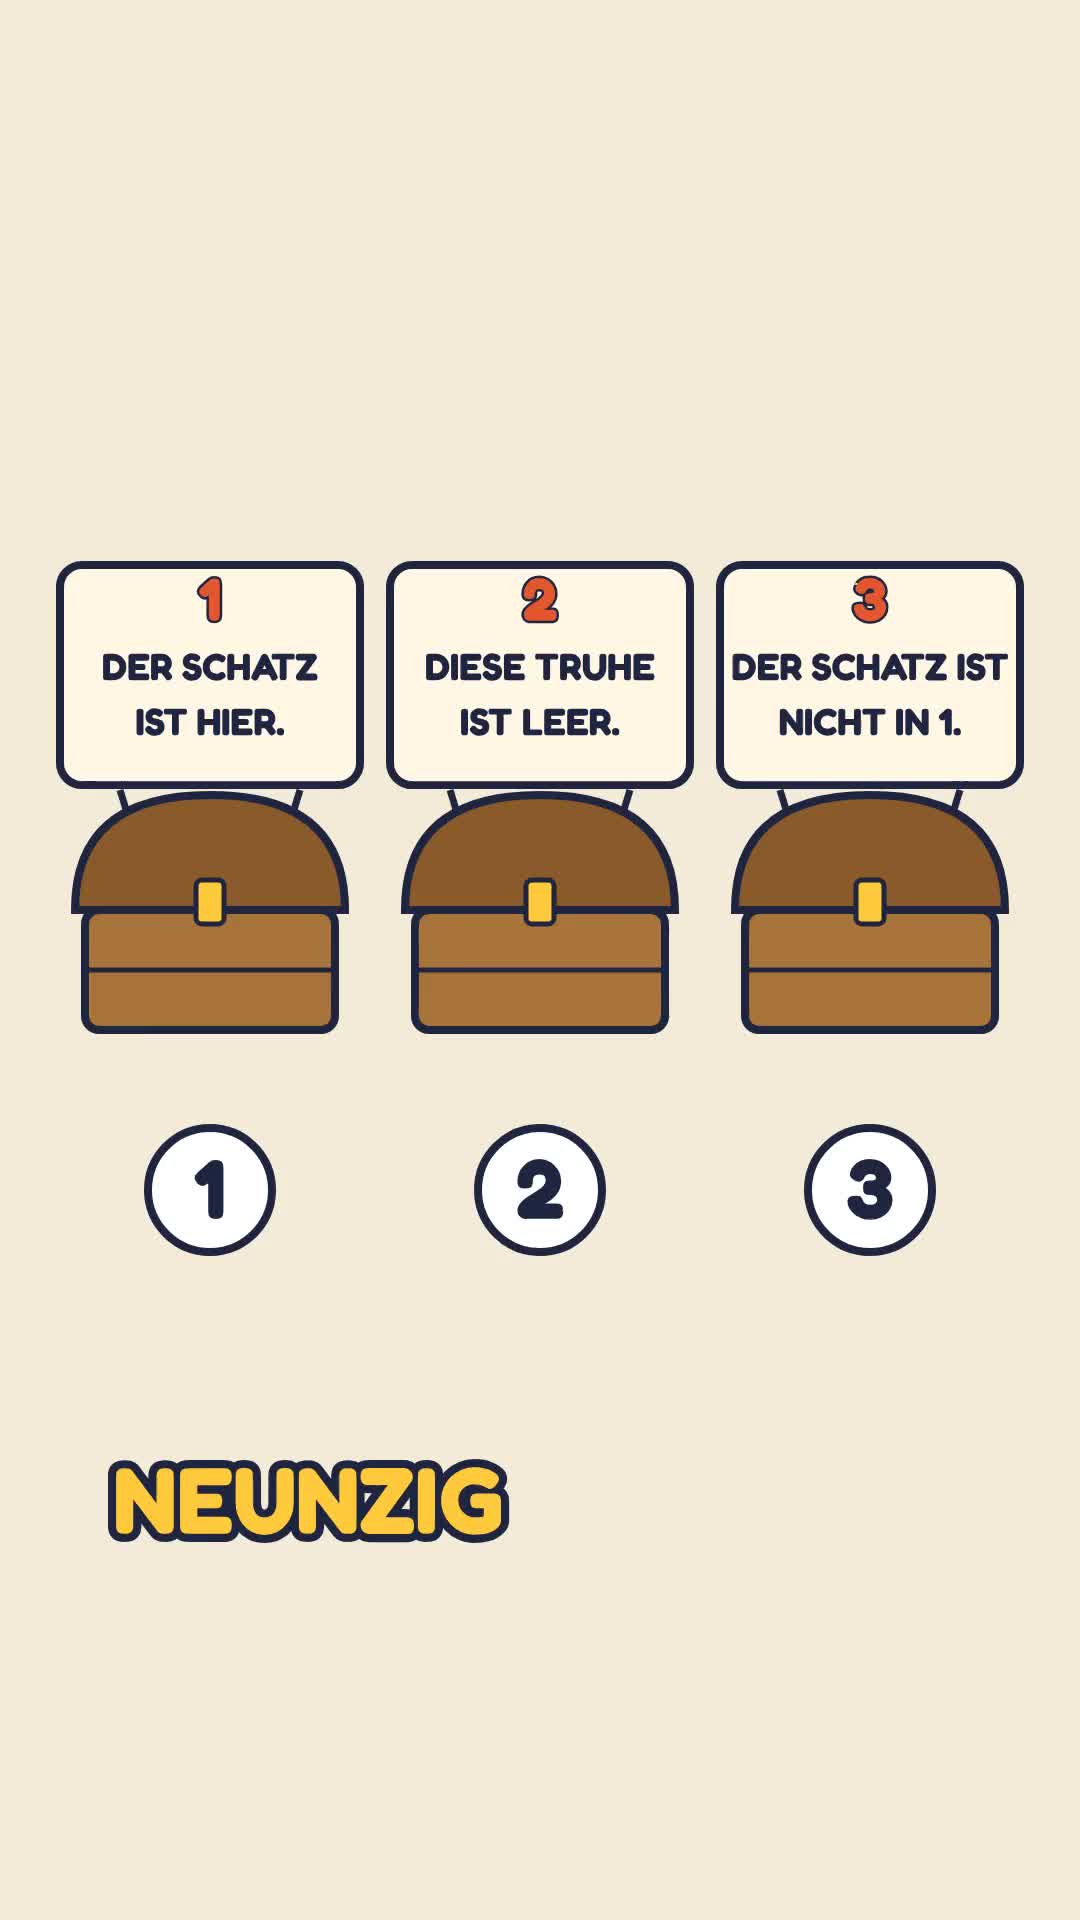 1
DER SCHATZ
IST HIER.
2
DIESE TRUHE
IST LEER.
3
DER SCHATZ IST
NICHT IN 1.
1
2
3
NEUNZIG